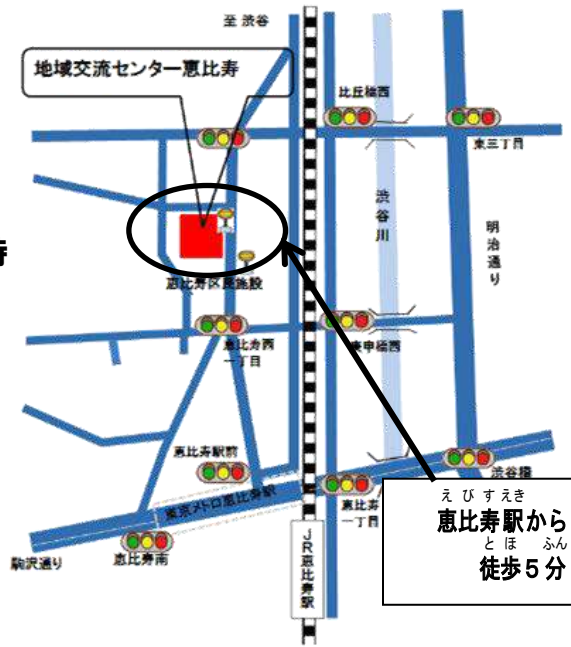 至 渋谷
地域交流センター恵比寿
比丘橋西
東三丁目
渋谷川
明治通り
寺
恵比寿区民施設
恵比寿西
一丁目
庚申橋西
恵比寿駅前
渋谷橋
東京メトロ恵比寿駅
恵比寿
一丁目
恵比寿南
駒沢通り
JR恵比寿駅
えびすえき
恵比寿駅から
とほ ふん
徒歩5分